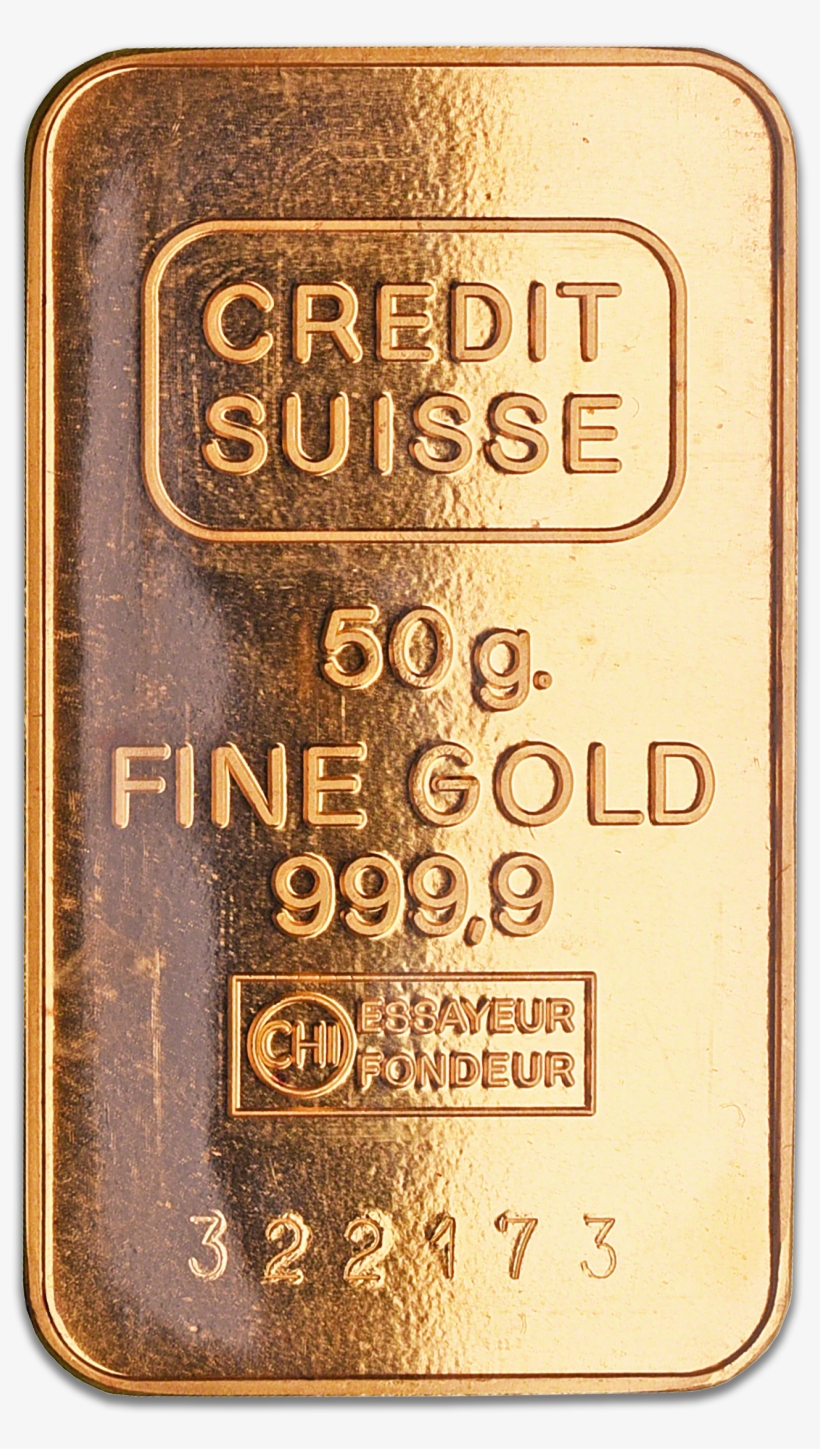 CREDIT
SUISSE
50 g.
FINE GOLD
999,9
CHI ESSAYEUR
FONDEUR
322173